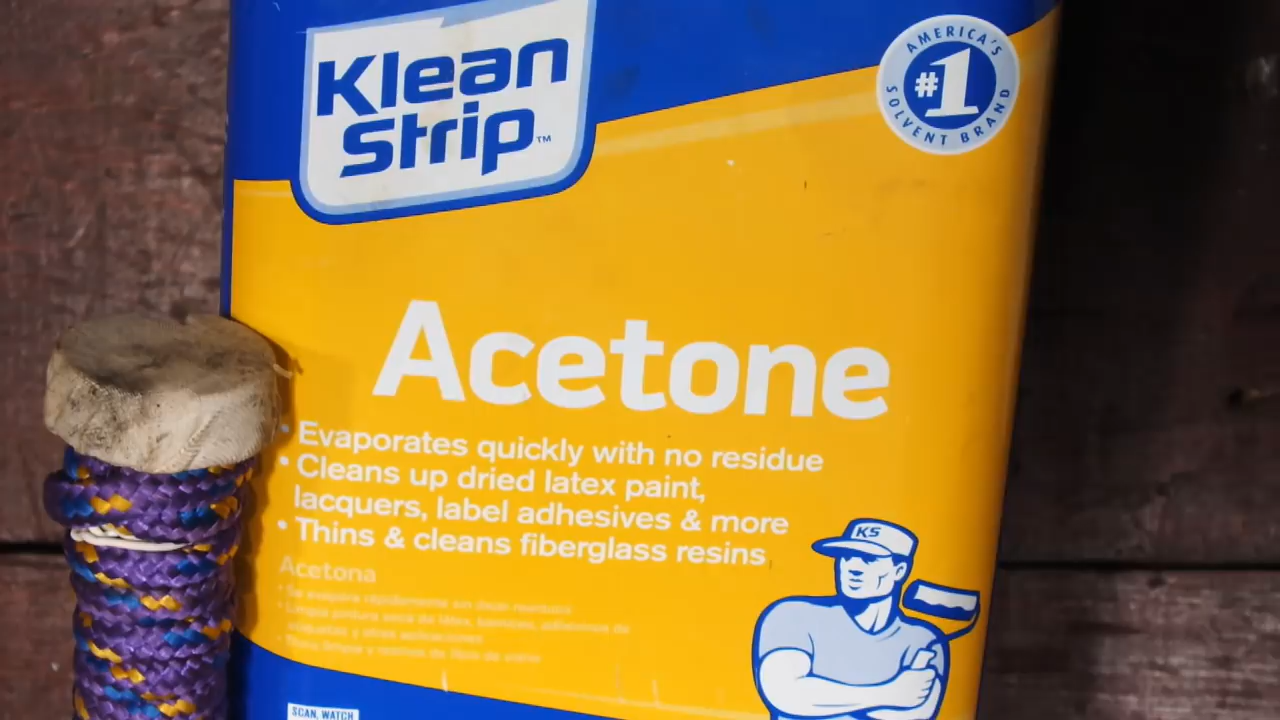 Klean
Strip™
AMERICA'S
#1
SOLVENT BRAND
Acetone
• Evaporates quickly with no residue
• Cleans up dried latex paint,
lacquers, label adhesives & more
• Thins & cleans fiberglass resins
KS
Acetona
SCAN, WATCH